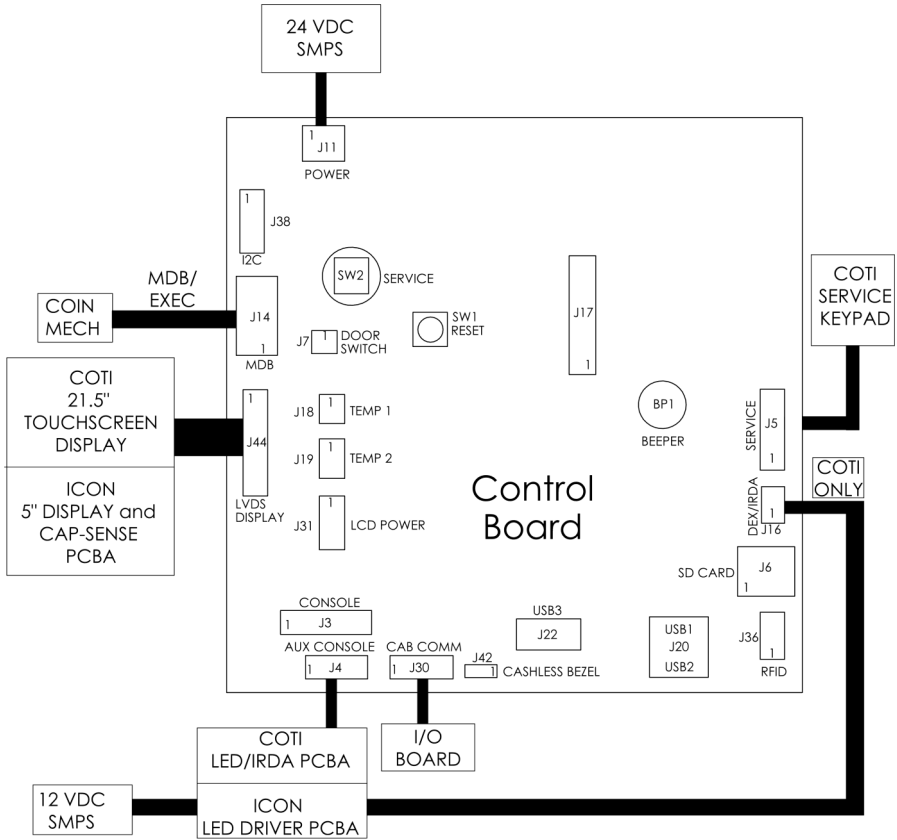 24 VDC
SMPS
1
J11
POWER
1
J38
I2C
MDB/
EXEC
COIN
MECH
J14
1
MDB
SW2
SERVICE
J7
1
DOOR
SWITCH
SW1
RESET
J17
1
COTI
SERVICE
KEYPAD
COTI
21.5"
TOUCHSCREEN
DISPLAY
ICON
5" DISPLAY and
CAP-SENSE
PCBA
1
J44
LVDS
DISPLAY
J18
1
TEMP 1
J19
1
TEMP 2
J31
1
LCD POWER
BP1
BEEPER
SERVICE
J5
1
COTI
ONLY
DEX/IRDA
1
J16
Control
Board
SD CARD
J6
1
CONSOLE
1
J3
AUX CONSOLE
1
J4
CAB COMM
1
J30
J42
1
CASHLESS BEZEL
USB3
J22
USB1
J20
USB2
J36
1
RFID
COTI
LED/IRDA PCBA
ICON
LED DRIVER PCBA
I/O
BOARD
12 VDC
SMPS